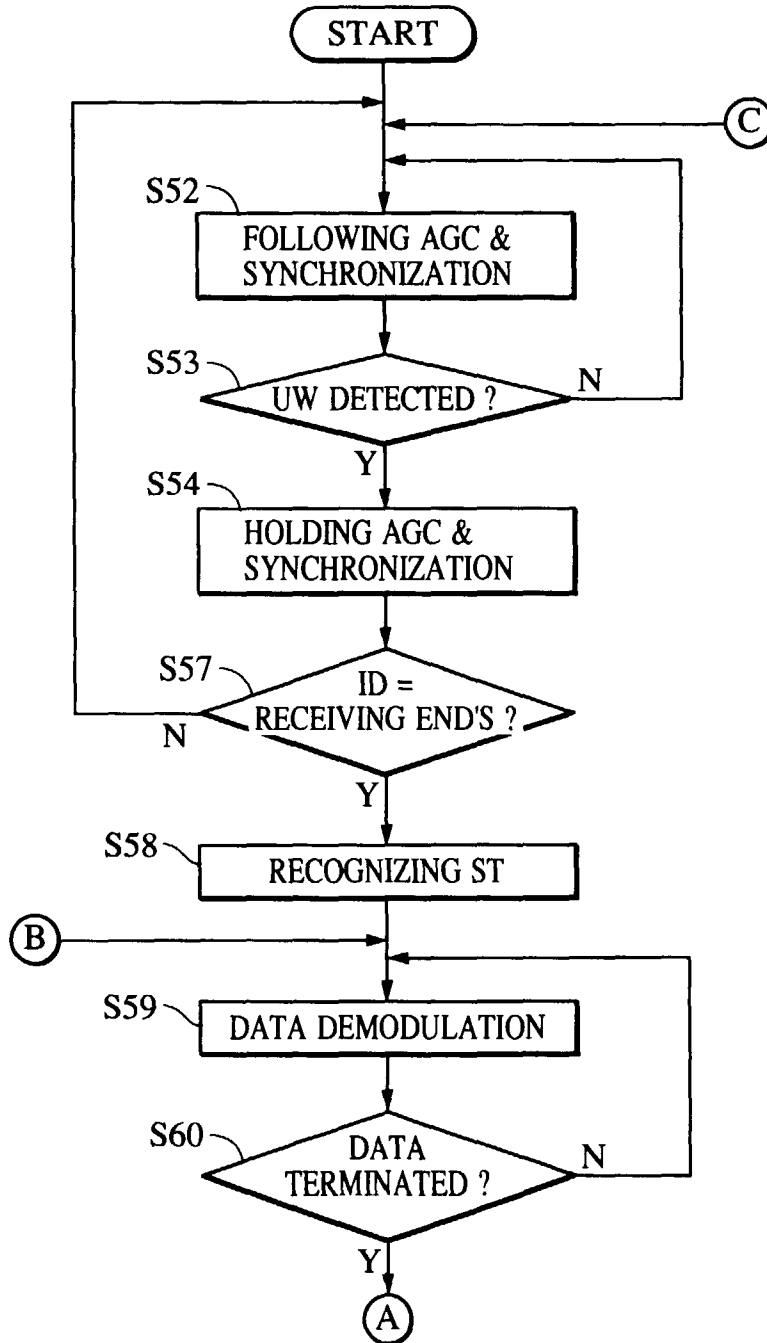 START
C
S52
FOLLOWING AGC &
SYNCHRONIZATION
S53
UW DETECTED ?
N
Y
S54
HOLDING AGC &
SYNCHRONIZATION
S57
ID =
RECEIVING END'S ?
N
Y
S58
RECOGNIZING ST
B
S59
DATA DEMODULATION
S60
DATA
TERMINATED ?
N
Y
A